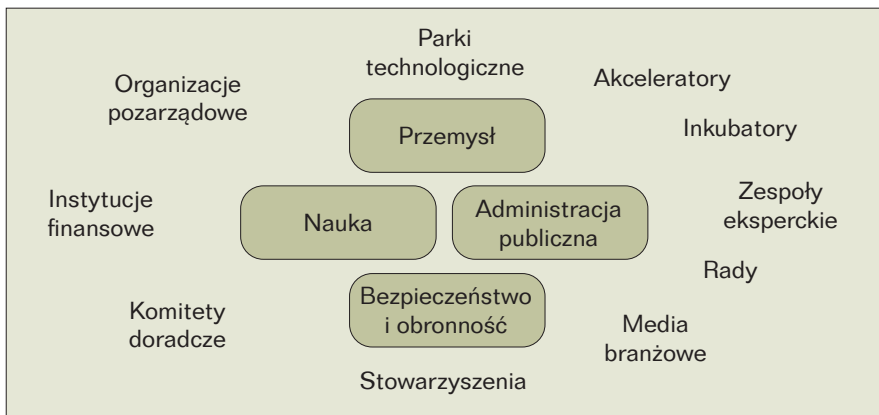 Parki
technologiczne
Organizacje
pozarządowe
Akceleratory
Przemysł
Inkubatory
Instytucje
finansowe
Nauka
Administracja
publiczna
Zespoły
eksperckie
Rady
Komitety
doradcze
Bezpieczeństwo
i obronność
Media
branżowe
Stowarzyszenia